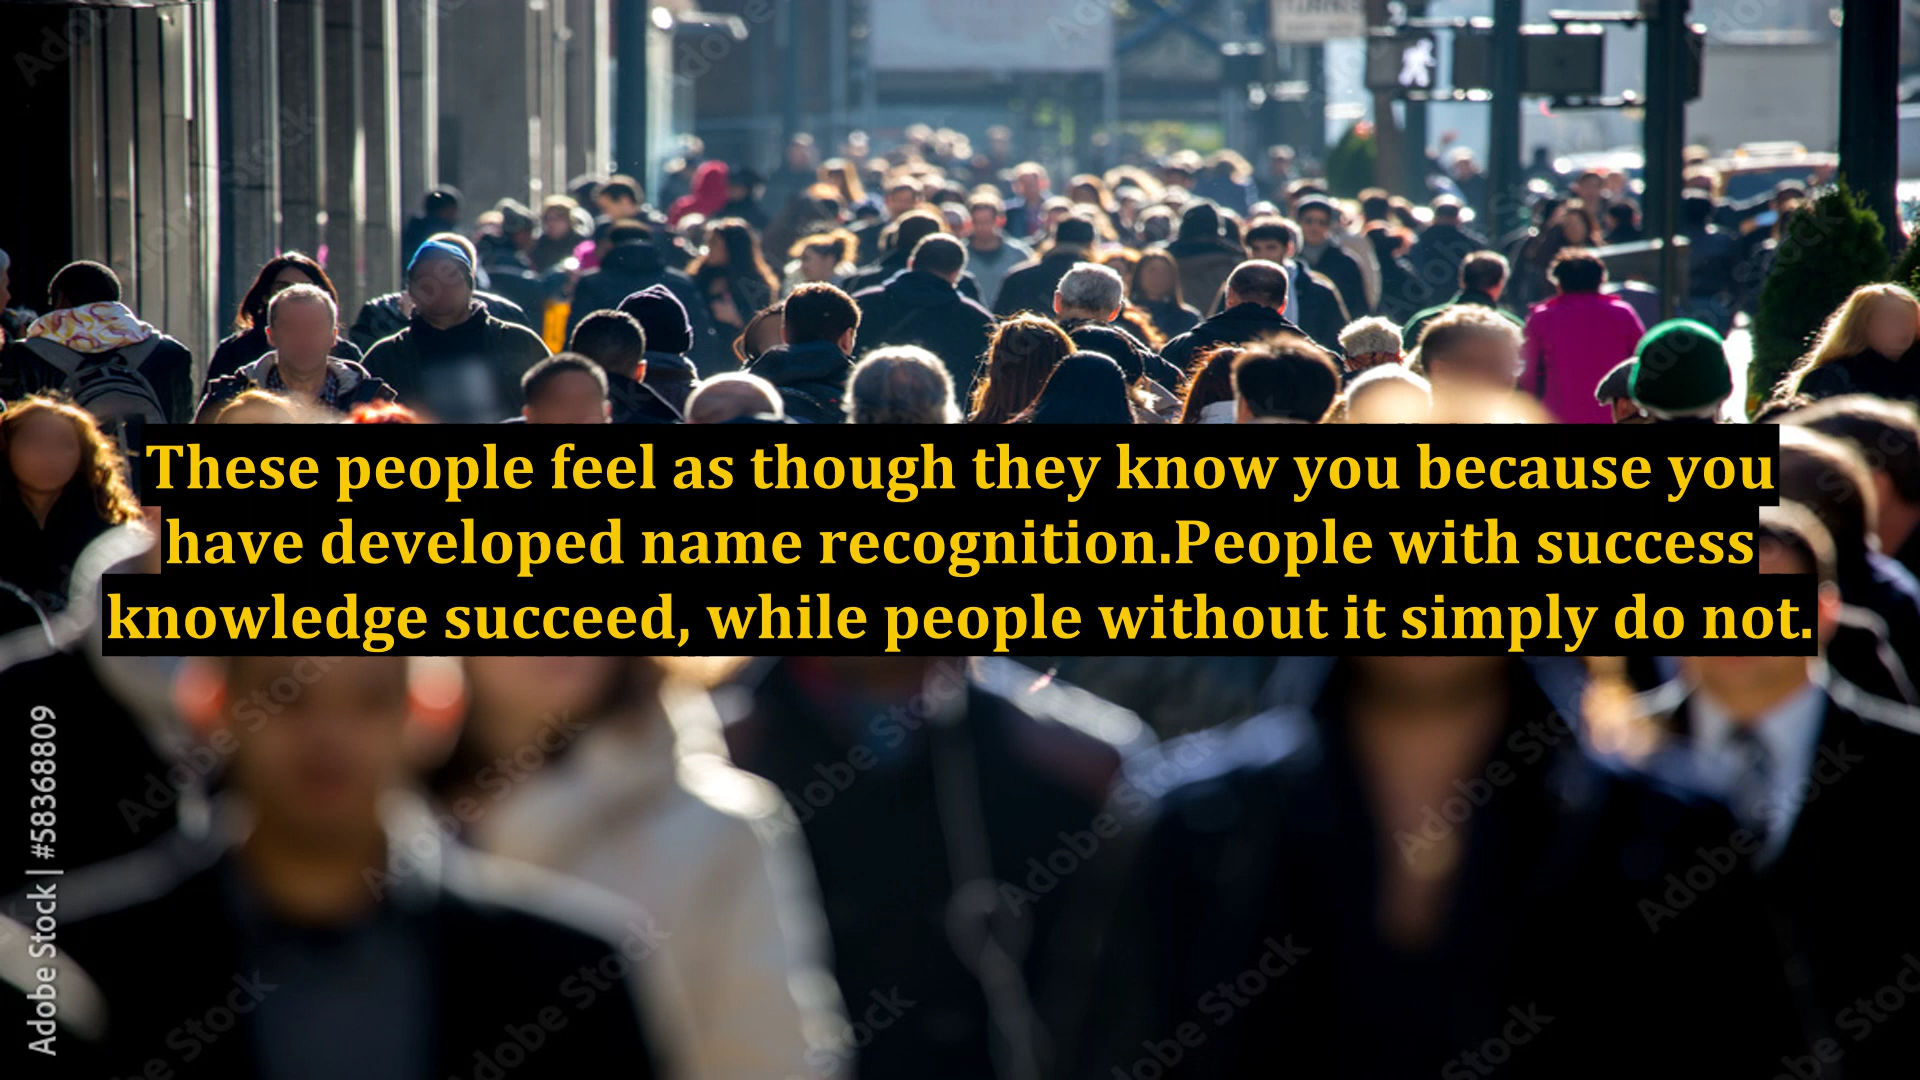 These people feel as though they know you because you
have developed name recognition.People with success
knowledge succeed, while people without it simply do not.
Adobe Stock | #58368809